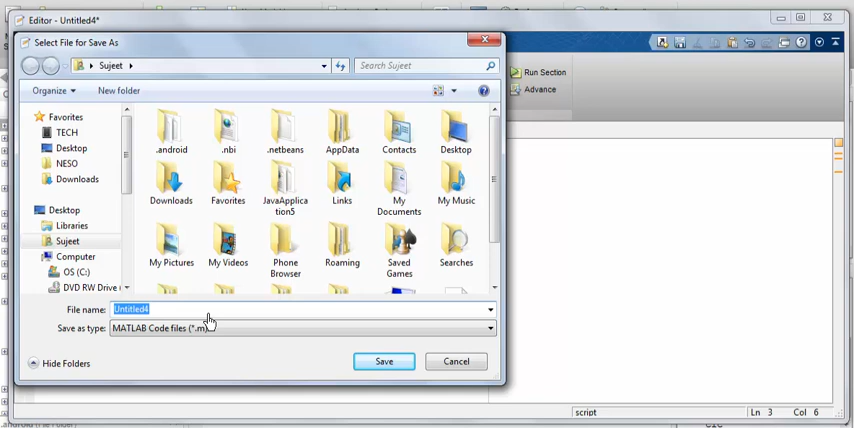 Editor - Untitled4*
Select File for Save As
Sujeet
Search Sujeet
Run Section
Organize
New folder
Advance
Favorites
TECH
Desktop
NESO
Downloads
Desktop
Libraries
Sujeet
Computer
OS (C:)
DVD RW Drive
.android
.nbi
.netbeans
AppData
Contacts
Desktop
Downloads
Favorites
JavaApplica
tion5
Links
My
Documents
My Music
My Pictures
My Videos
Phone
Browser
Roaming
Saved
Games
Searches
File name:
Untitled4
Save as type:
MATLAB Code files (*.m)
Hide Folders
Save
Cancel
script
Ln 3
Col 6